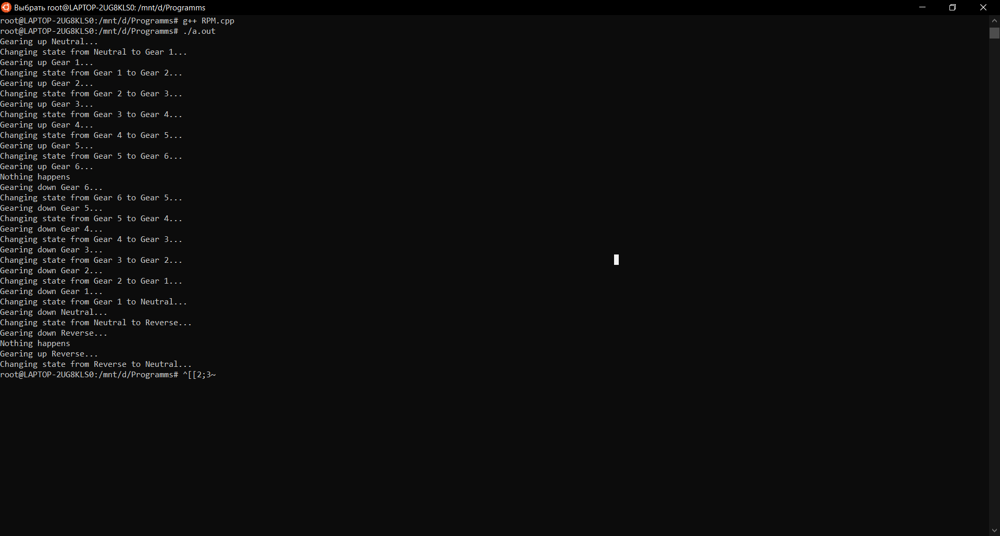 Выбрать root@LAPTOP-2UG8KLS0: /mnt/d/Programms
root@LAPTOP-2UG8KLS0:/mnt/d/Programms# g++ RPM.cpp
root@LAPTOP-2UG8KLS0:/mnt/d/Programms# ./a.out
Gearing up Neutral...
Changing state from Neutral to Gear 1...
Gearing up Gear 1...
Changing state from Gear 1 to Gear 2...
Gearing up Gear 2...
Changing state from Gear 2 to Gear 3...
Gearing up Gear 3...
Changing state from Gear 3 to Gear 4...
Gearing up Gear 4...
Changing state from Gear 4 to Gear 5...
Gearing up Gear 5...
Changing state from Gear 5 to Gear 6...
Gearing up Gear 6...
Nothing happens
Gearing down Gear 6...
Changing state from Gear 6 to Gear 5...
Gearing down Gear 5...
Changing state from Gear 5 to Gear 4...
Gearing down Gear 4...
Changing state from Gear 4 to Gear 3...
Gearing down Gear 3...
Changing state from Gear 3 to Gear 2...
Gearing down Gear 2...
Changing state from Gear 2 to Gear 1...
Gearing down Gear 1...
Changing state from Gear 1 to Neutral...
Gearing down Neutral...
Changing state from Neutral to Reverse...
Gearing down Reverse...
Nothing happens
Gearing up Reverse...
Changing state from Reverse to Neutral...
root@LAPTOP-2UG8KLS0:/mnt/d/Programms# ^[[2;3~